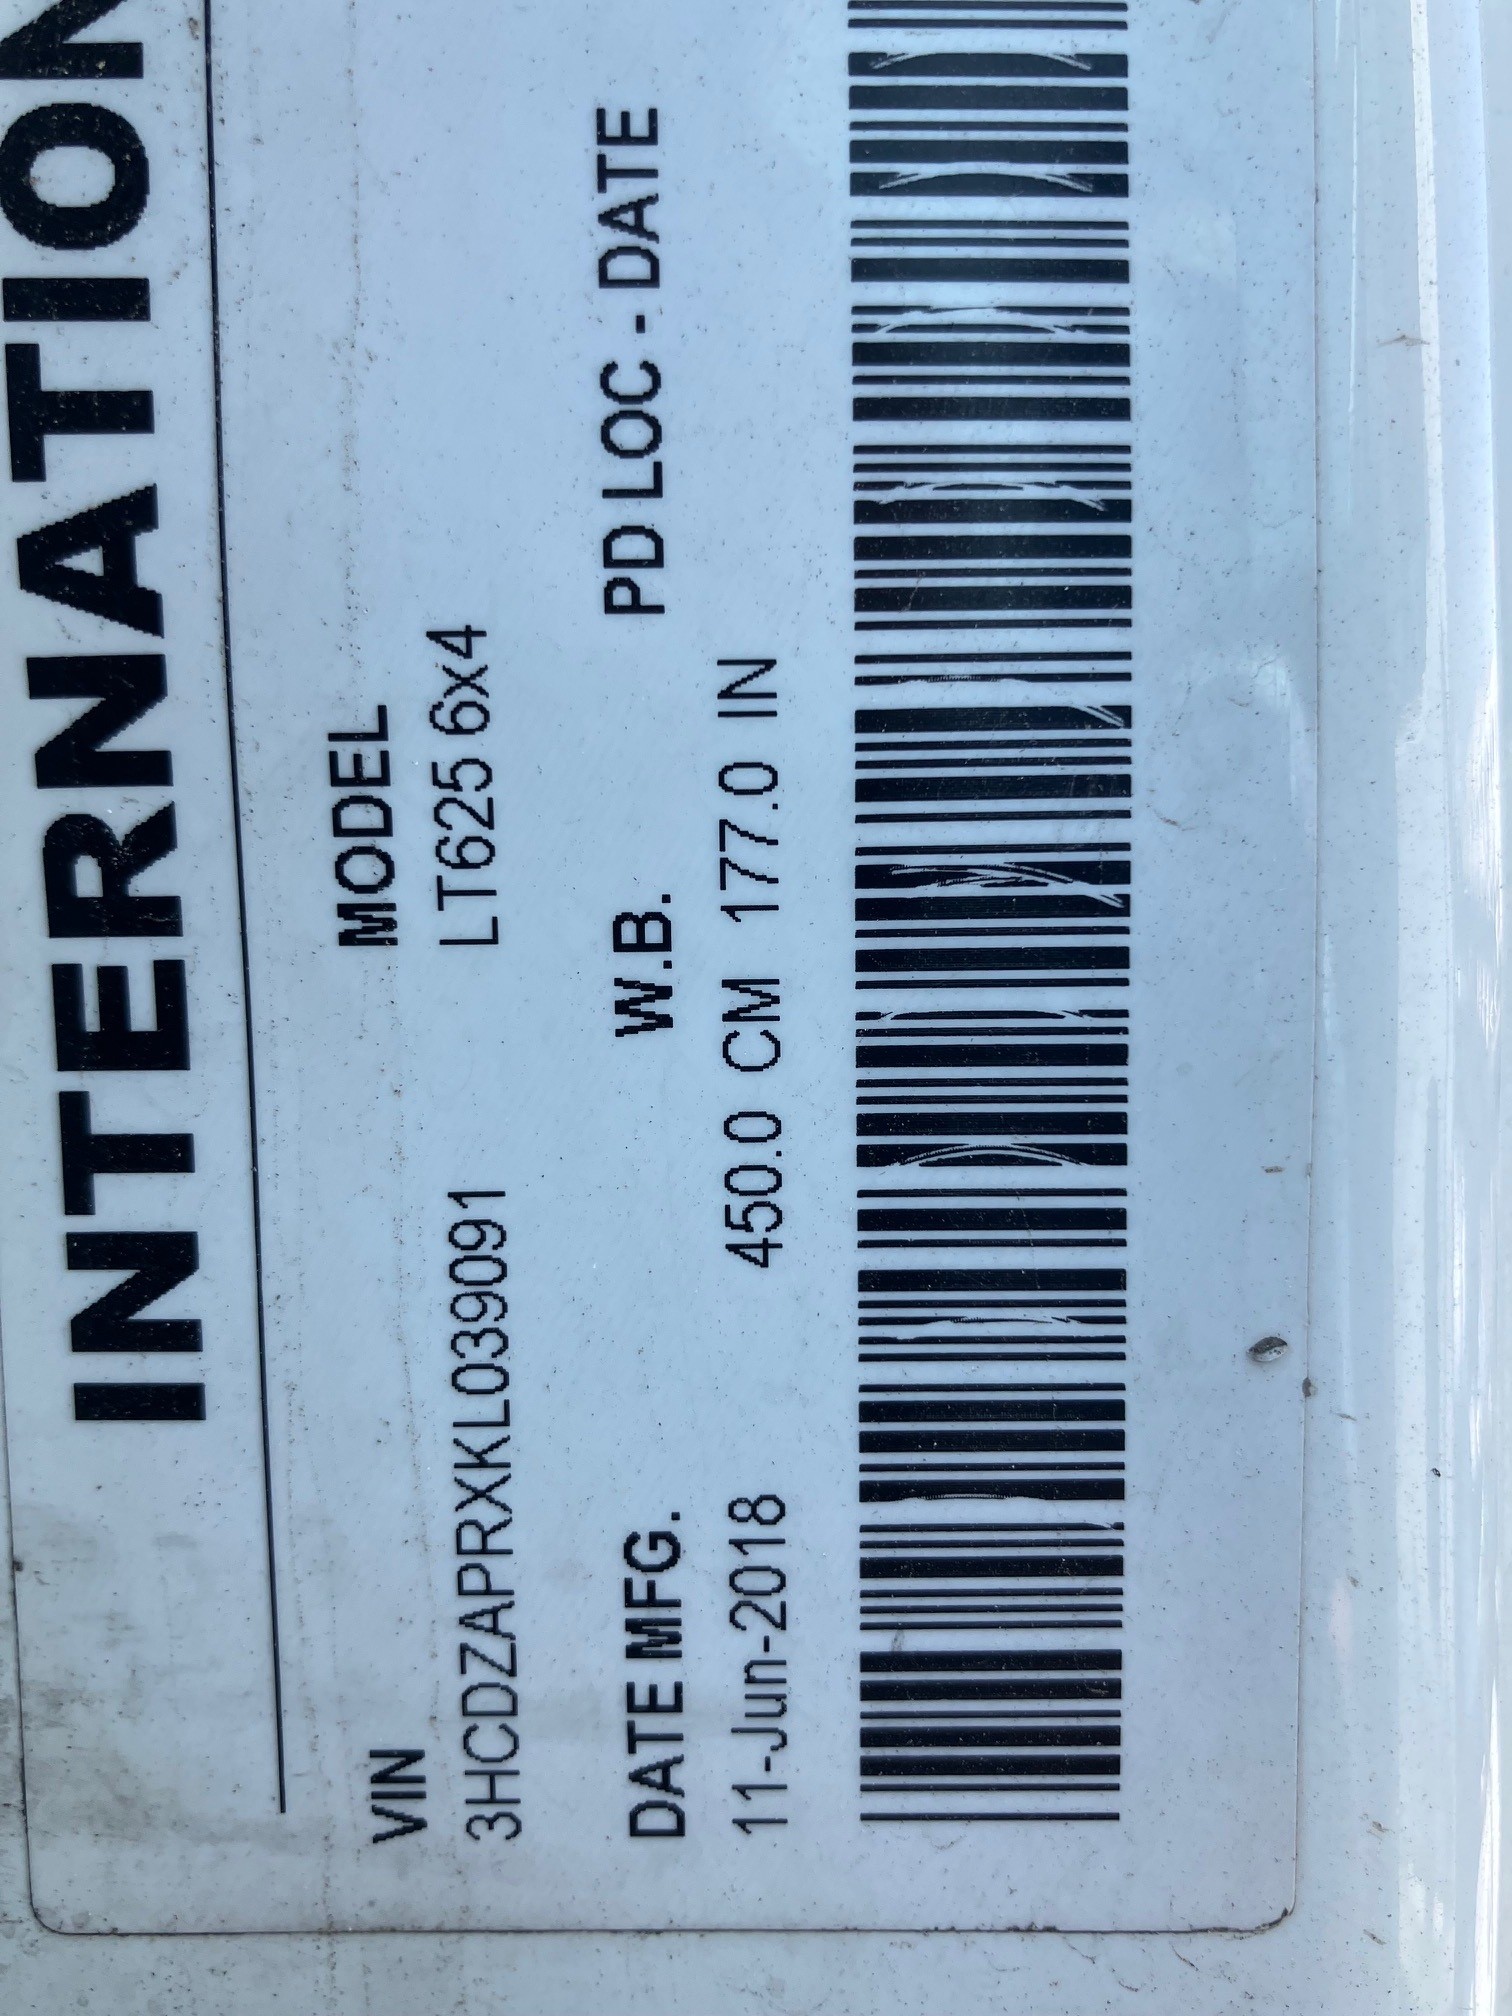 INTERNATION
VIN MODEL
3HCDZAPRXKL039091 LT625 6x4
DATE MFG. W.B. PD LOC - DATE
11-Jun-2018 450.0 CM 177.0 IN